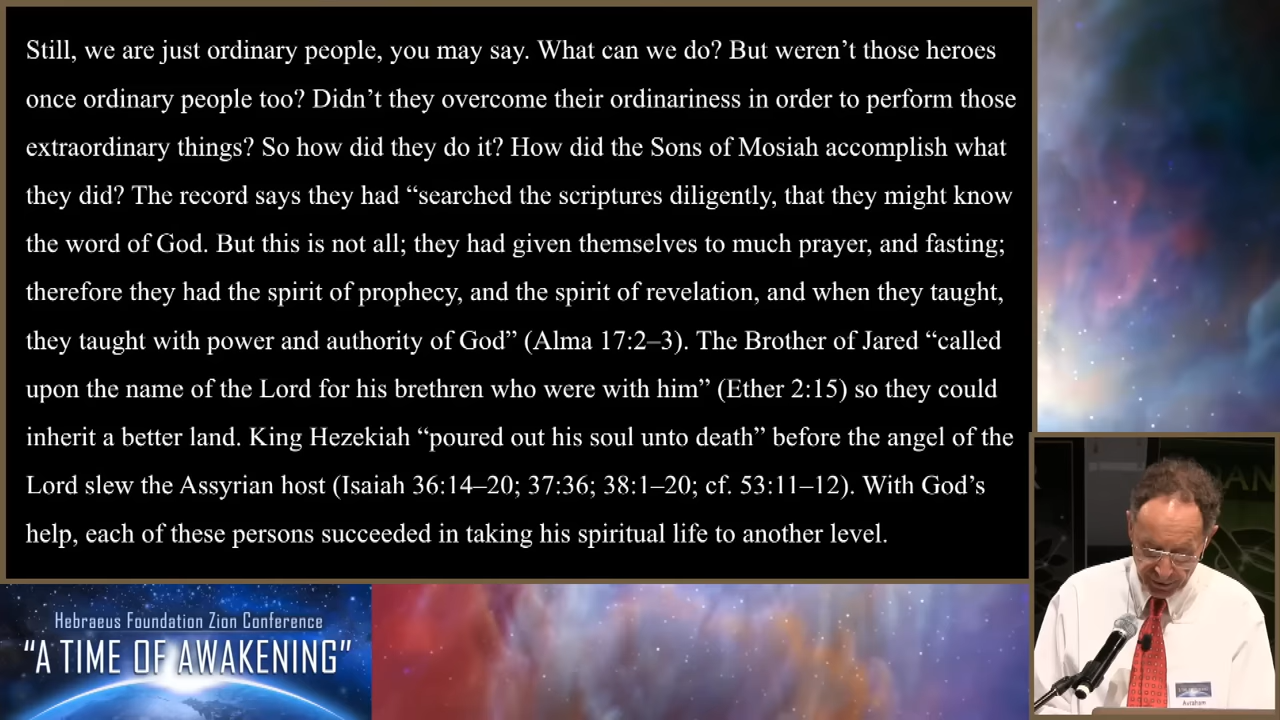 Still, we are just ordinary people, you may say. What can we do? But weren’t those heroes
once ordinary people too? Didn’t they overcome their ordinariness in order to perform those
extraordinary things? So how did they do it? How did the Sons of Mosiah accomplish what
they did? The record says they had “searched the scriptures diligently, that they might know
the word of God. But this is not all; they had given themselves to much prayer, and fasting;
therefore they had the spirit of prophecy, and the spirit of revelation, and when they taught,
they taught with power and authority of God” (Alma 17:2–3). The Brother of Jared “called
upon the name of the Lord for his brethren who were with him” (Ether 2:15) so they could
inherit a better land. King Hezekiah “poured out his soul unto death” before the angel of the
Lord slew the Assyrian host (Isaiah 36:14–20; 37:36; 38:1–20; cf. 53:11–12). With God’s
help, each of these persons succeeded in taking his spiritual life to another level.
Hebraeus Foundation Zion Conference
“A TIME OF AWAKENING”
Avraham